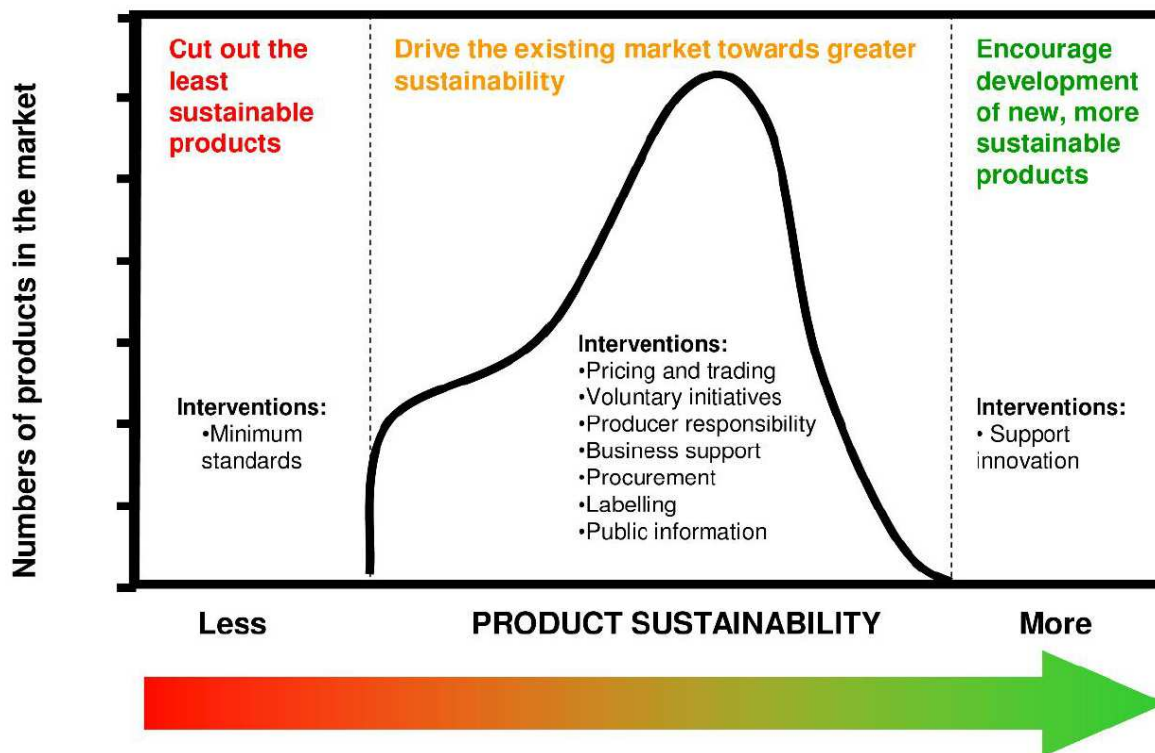 Numbers of products in the market
Cut out the
least
sustainable
products
Drive the existing market towards greater
sustainability
Encourage
development
of new, more
sustainable
products
Interventions:
•Minimum
standards
Interventions:
•Pricing and trading
•Voluntary initiatives
•Producer responsibility
•Business support
•Procurement
•Labelling
•Public information
Interventions:
• Support
innovation
Less
PRODUCT SUSTAINABILITY
More